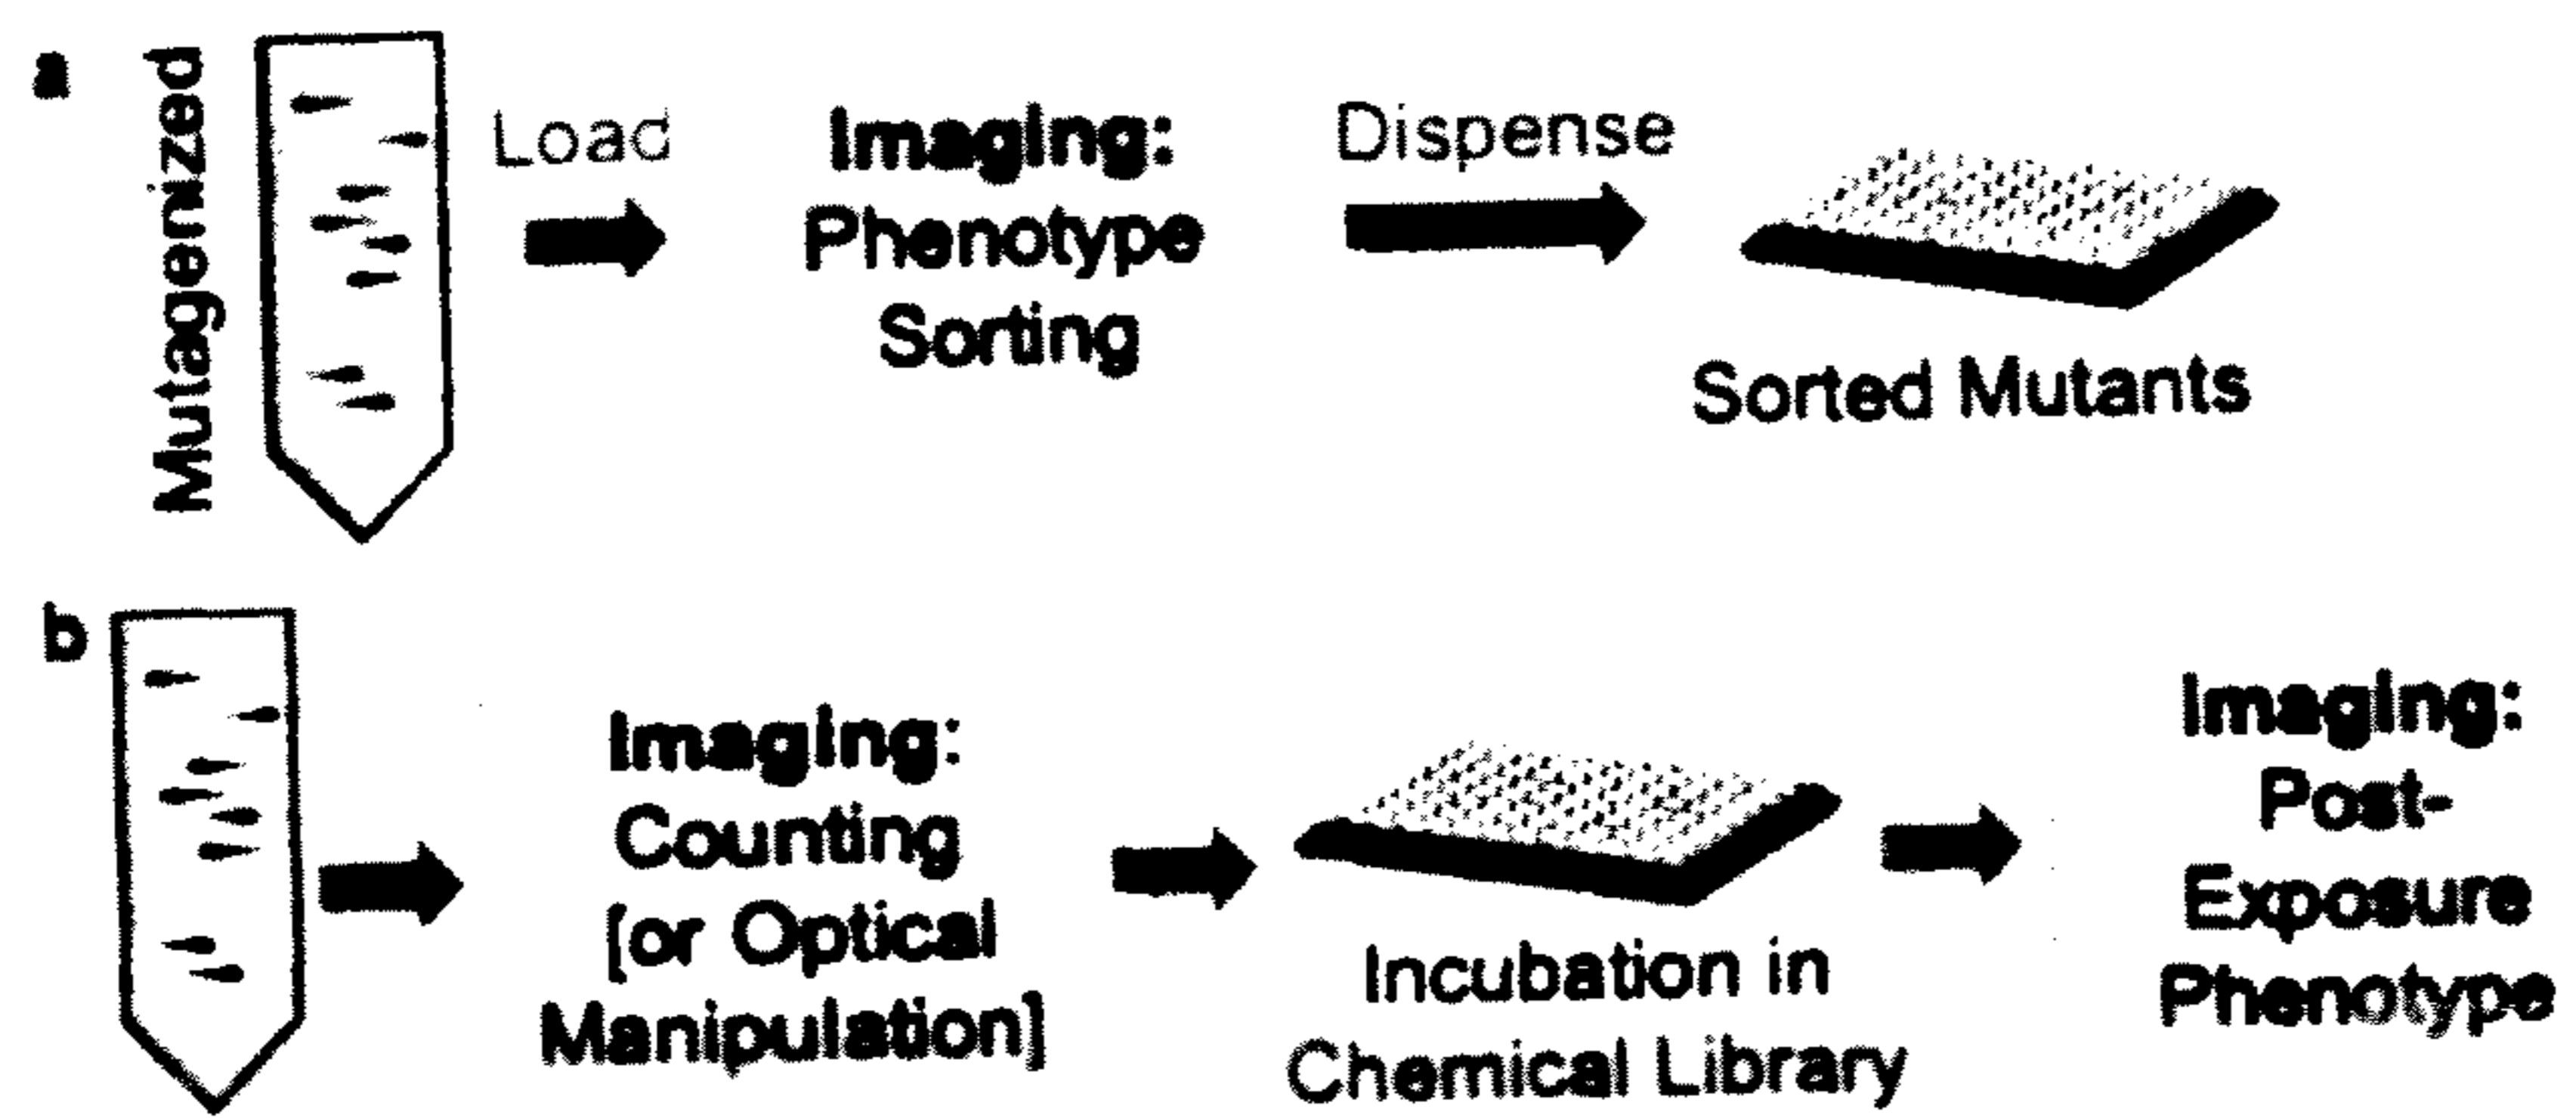 a
Mutagenized
Load
Imaging:
Phenotype
Sorting
Dispense
Sorted Mutants
b
Imaging:
Counting
[or Optical
Manipulation]
Incubation in
Chemical Library
Imaging:
Post-
Exposure
Phenotype